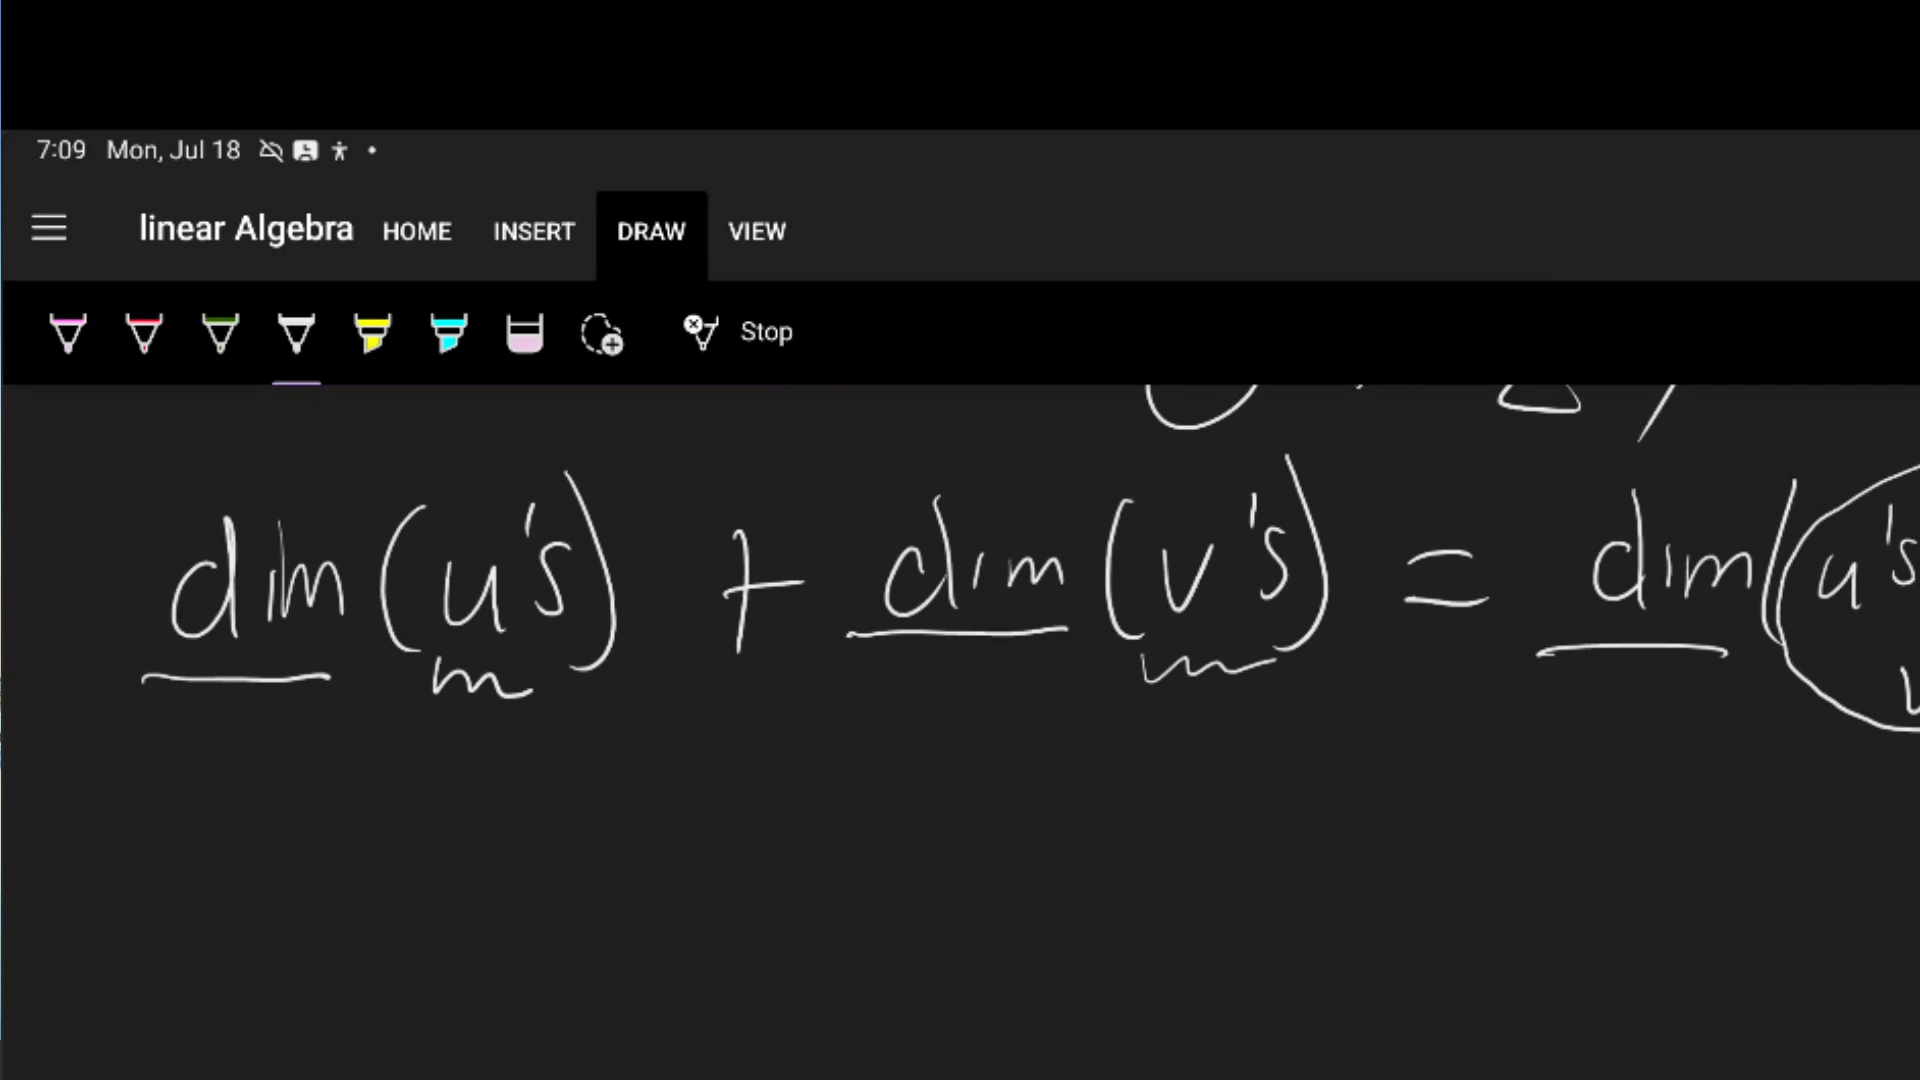 7:09 Mon, Jul 18
linear Algebra HOME INSERT DRAW VIEW
Stop
dim (u's) + dim (v's) = dim (u's